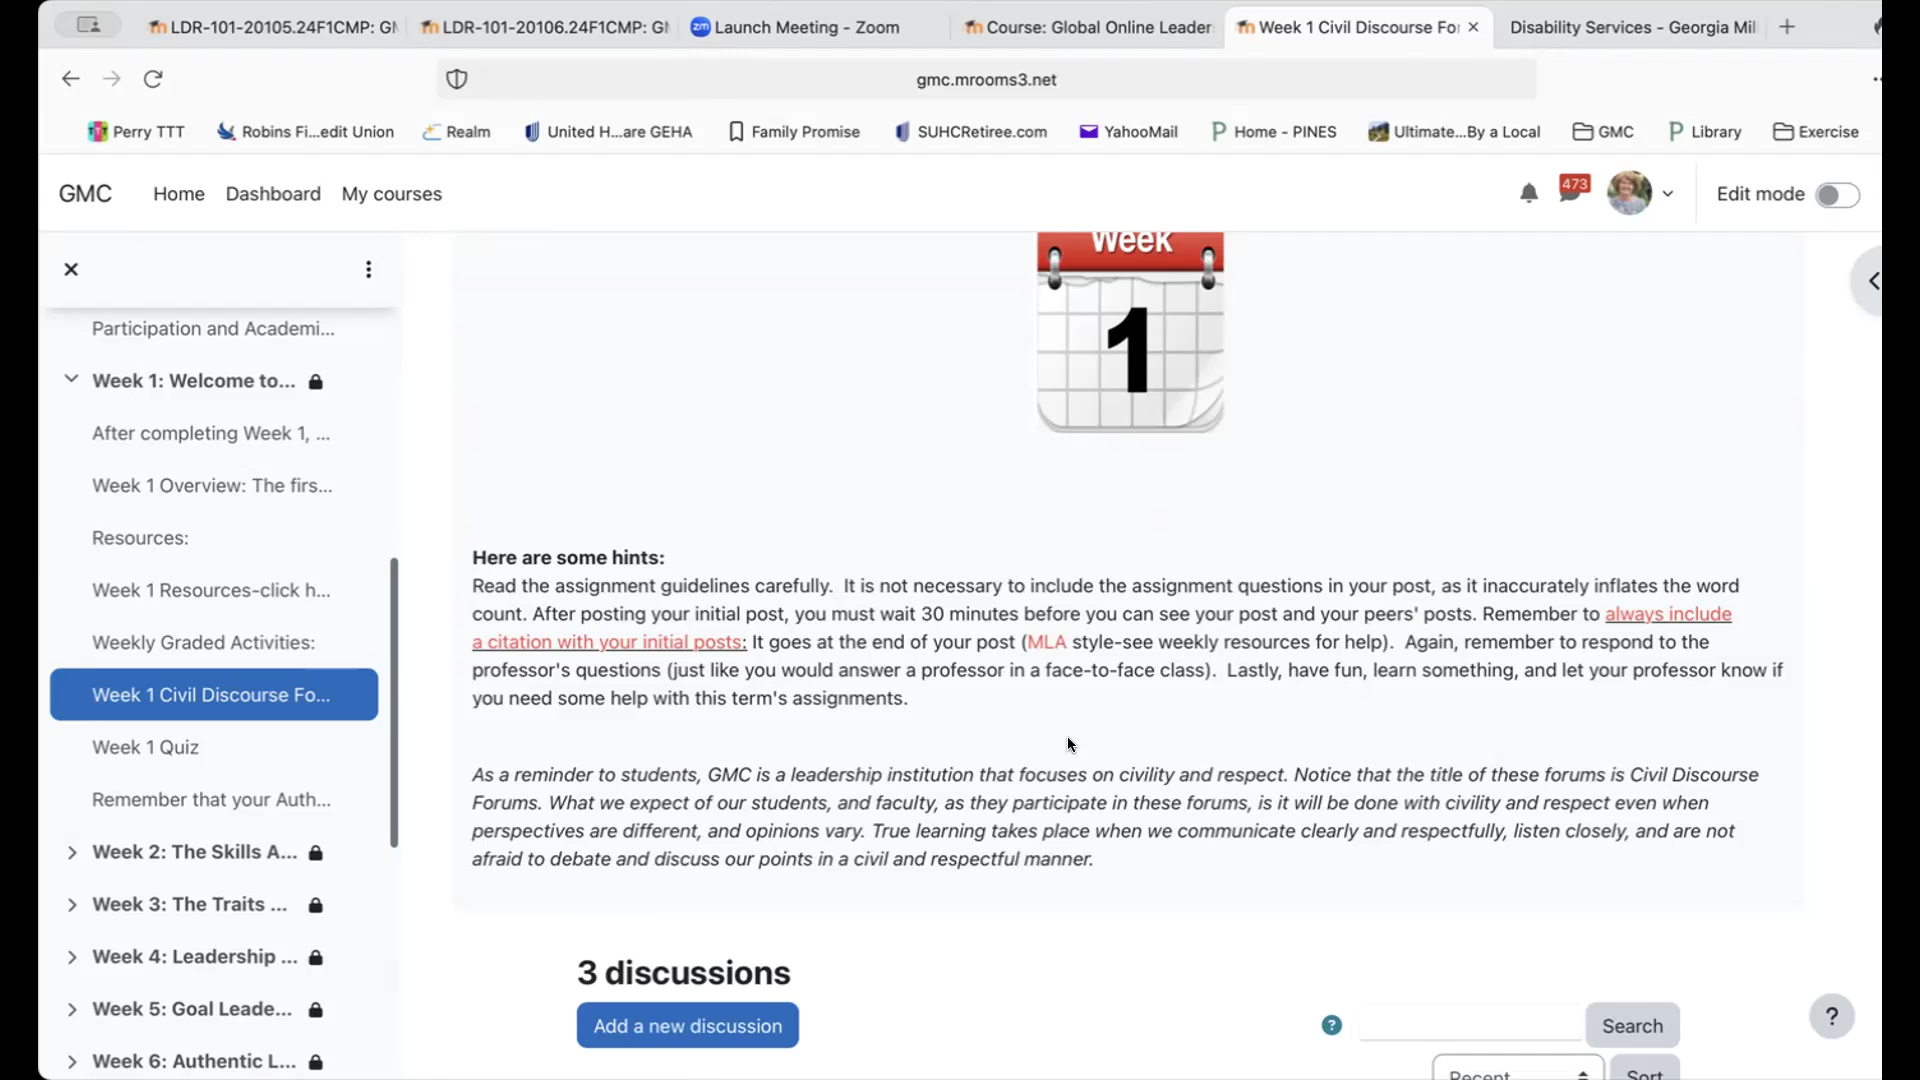 LDR-101-20105.24F1CMP: GM
LDR-101-20106.24F1CMP: GM
zm Launch Meeting - Zoom
Course: Global Online Leader
Week 1 Civil Discourse For
Disability Services - Georgia Mil
gmc.mrooms3.net
TTT Perry TTT
Robins Fi...edit Union
Realm
United H...are GEHA
Family Promise
SUHCRetiree.com
YahooMail
Home - PINES
Ultimate...By a Local
GMC
Library
Exercise
GMC
Home
Dashboard
My courses
473
Edit mode
Participation and Academi...
Week 1: Welcome to...
After completing Week 1, ...
Week 1 Overview: The firs...
Resources:
Week 1 Resources-click h...
Weekly Graded Activities:
Week 1 Civil Discourse Fo...
Week 1 Quiz
Remember that your Auth...
Week 2: The Skills A...
Week 3: The Traits ...
Week 4: Leadership ...
Week 5: Goal Leade...
Week 6: Authentic L...
Week
1
Here are some hints:
Read the assignment guidelines carefully. It is not necessary to include the assignment questions in your post, as it inaccurately inflates the word
count. After posting your initial post, you must wait 30 minutes before you can see your post and your peers' posts. Remember to always include
a citation with your initial posts: It goes at the end of your post (MLA style-see weekly resources for help). Again, remember to respond to the
professor's questions (just like you would answer a professor in a face-to-face class). Lastly, have fun, learn something, and let your professor know if
you need some help with this term's assignments.
As a reminder to students, GMC is a leadership institution that focuses on civility and respect. Notice that the title of these forums is Civil Discourse
Forums. What we expect of our students, and faculty, as they participate in these forums, is it will be done with civility and respect even when
perspectives are different, and opinions vary. True learning takes place when we communicate clearly and respectfully, listen closely, and are not
afraid to debate and discuss our points in a civil and respectful manner.
3 discussions
Add a new discussion
?
Search
?
Recent
Sort